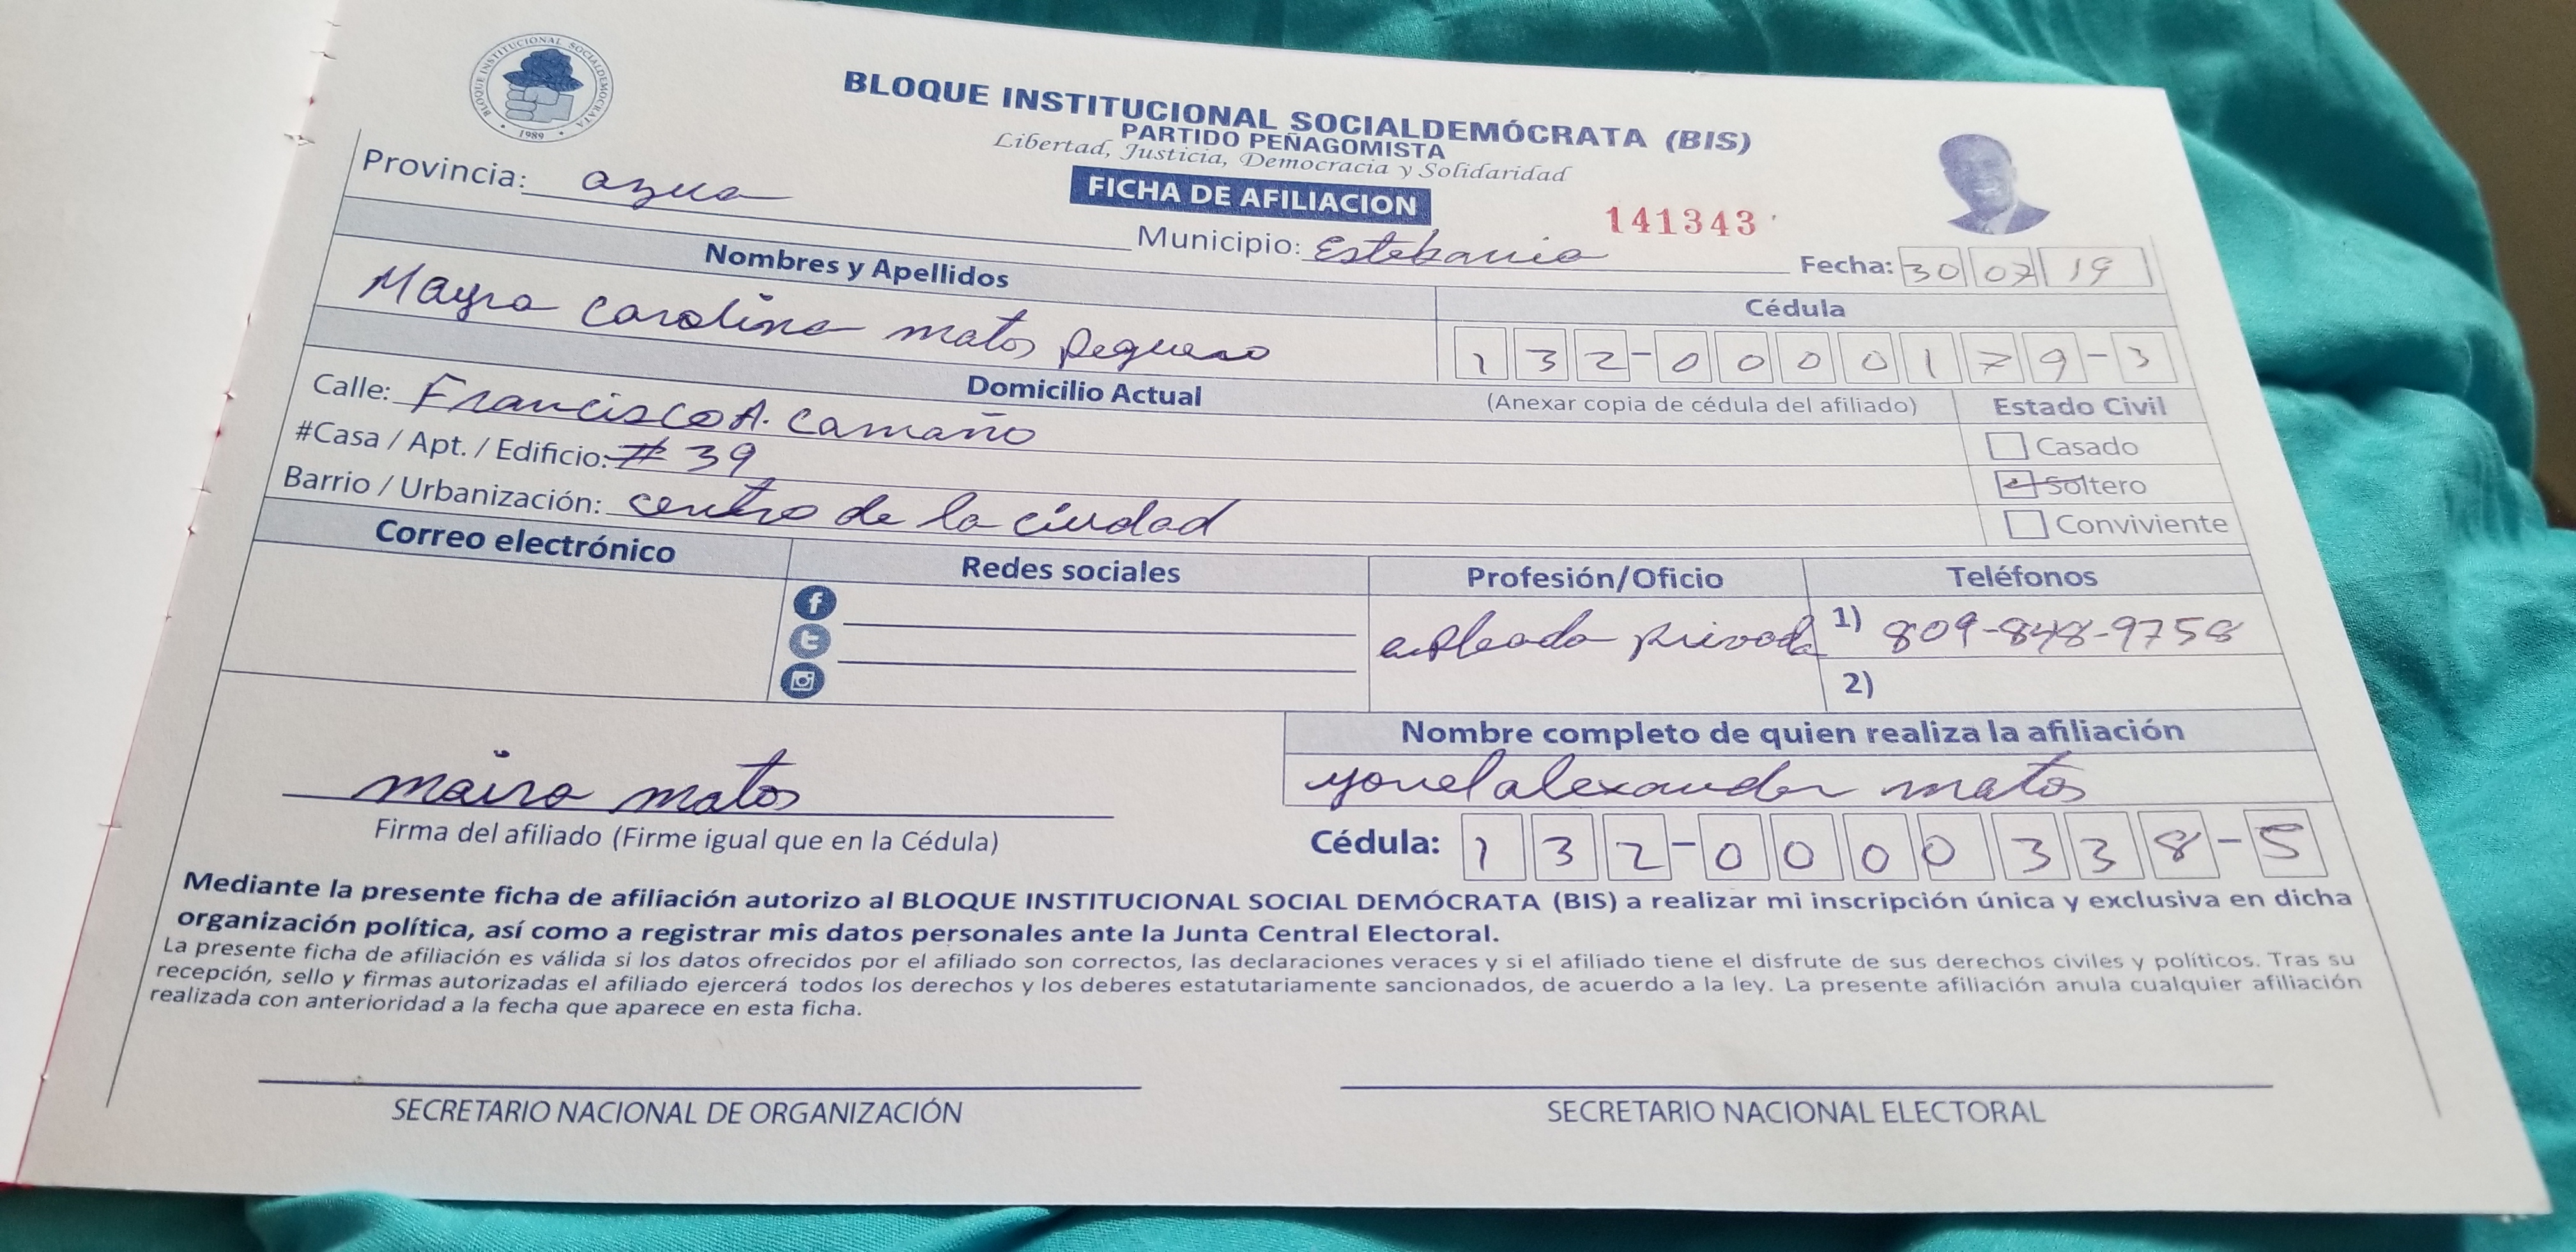 BLOQUE INSTITUCIONAL SOCIALDEMOCRATA
1989
BLOQUE INSTITUCIONAL SOCIALDEMÓCRATA (BIS)
PARTIDO PEÑAGOMISTA
Libertad, Justicia, Democracia y Solidaridad
FICHA DE AFILIACION
141343
Provincia: azua Municipio: Estebania Fecha: 30 07 19
Nombres y Apellidos
Cédula
Mayra Carolina matos pequero
132-0000179-3
Domicilio Actual
(Anexar copia de cédula del afiliado)
Estado Civil
Calle: Francisco A. Camaño
Casado
#Casa / Apt. / Edificio: # 39
Soltero
Barrio / Urbanización: centro de la ciudad
Conviviente
Correo electrónico
Redes sociales
Profesión/Oficio
Teléfonos
empleada privada
1) 809-848-9758
2)
Nombre completo de quien realiza la afiliación
maira matos
yonel alexander matos
Firma del afiliado (Firme igual que en la Cédula)
Cédula: 132-0000338-5
Mediante la presente ficha de afiliación autorizo al BLOQUE INSTITUCIONAL SOCIAL DEMÓCRATA (BIS) a realizar mi inscripción única y exclusiva en dicha
organización política, así como a registrar mis datos personales ante la Junta Central Electoral.
La presente ficha de afiliación es válida si los datos ofrecidos por el afiliado son correctos, las declaraciones veraces y si el afiliado tiene el disfrute de sus derechos civiles y políticos. Tras su
recepción, sello y firmas autorizadas el afiliado ejercerá todos los derechos y los deberes estatutariamente sancionados, de acuerdo a la ley. La presente afiliación anula cualquier afiliación
realizada con anterioridad a la fecha que aparece en esta ficha.
SECRETARIO NACIONAL DE ORGANIZACIÓN
SECRETARIO NACIONAL ELECTORAL